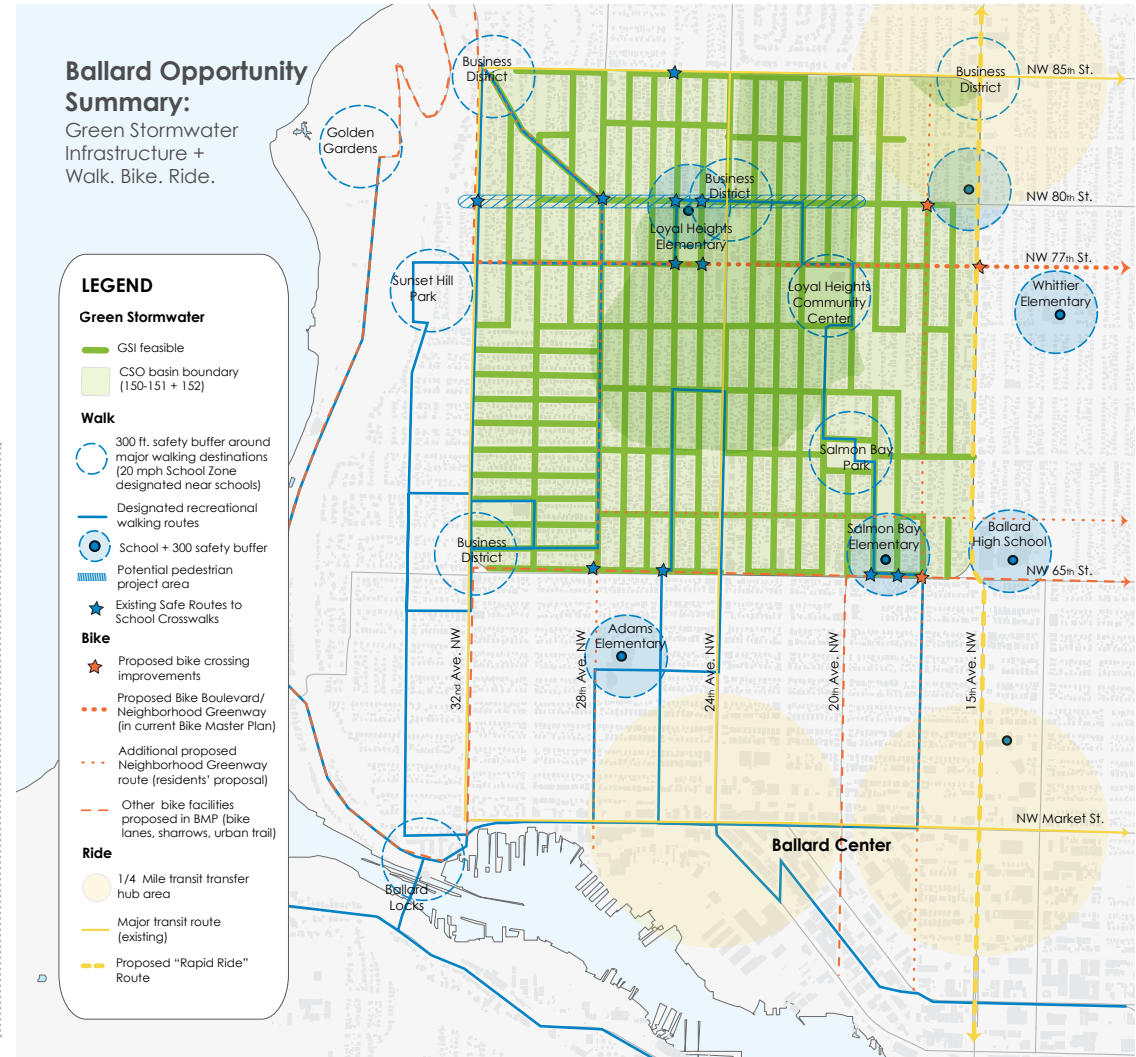 Ballard Opportunity
Summary:
Green Stormwater
Infrastructure +
Walk. Bike. Ride.
LEGEND
Green Stormwater
GSI feasible
CSO basin boundary
(150-151 + 152)
Walk
300 ft. safety buffer around
major walking destinations
(20 mph School Zone
designated near schools)
Designated recreational
walking routes
School + 300 safety buffer
Potential pedestrian
project area
Existing Safe Routes to
School Crosswalks
Bike
Proposed bike crossing
improvements
Proposed Bike Boulevard/
Neighborhood Greenway
(in current Bike Master Plan)
Additional proposed
Neighborhood Greenway
route (residents' proposal)
Other bike facilities
proposed in BMP (bike
lanes, sharrows, urban trail)
Ride
1/4 Mile transit transfer
hub area
Major transit route
(existing)
Proposed "Rapid Ride"
Route
Business
District
Business
District
NW 85th St.
Golden
Gardens
Business
District
NW 80th St.
Loyal Heights
Elementary
NW 77th St.
Sunset Hill
Park
Loyal Heights
Community
Center
Whittier
Elementary
Salmon Bay
Park
Business
District
Salmon Bay
Elementary
Ballard
High School
NW 65th St.
Adams
Elementary
32nd Ave. NW
28th Ave. NW
24th Ave. NW
20th Ave. NW
15th Ave. NW
NW Market St.
Ballard Center
Ballard
Locks